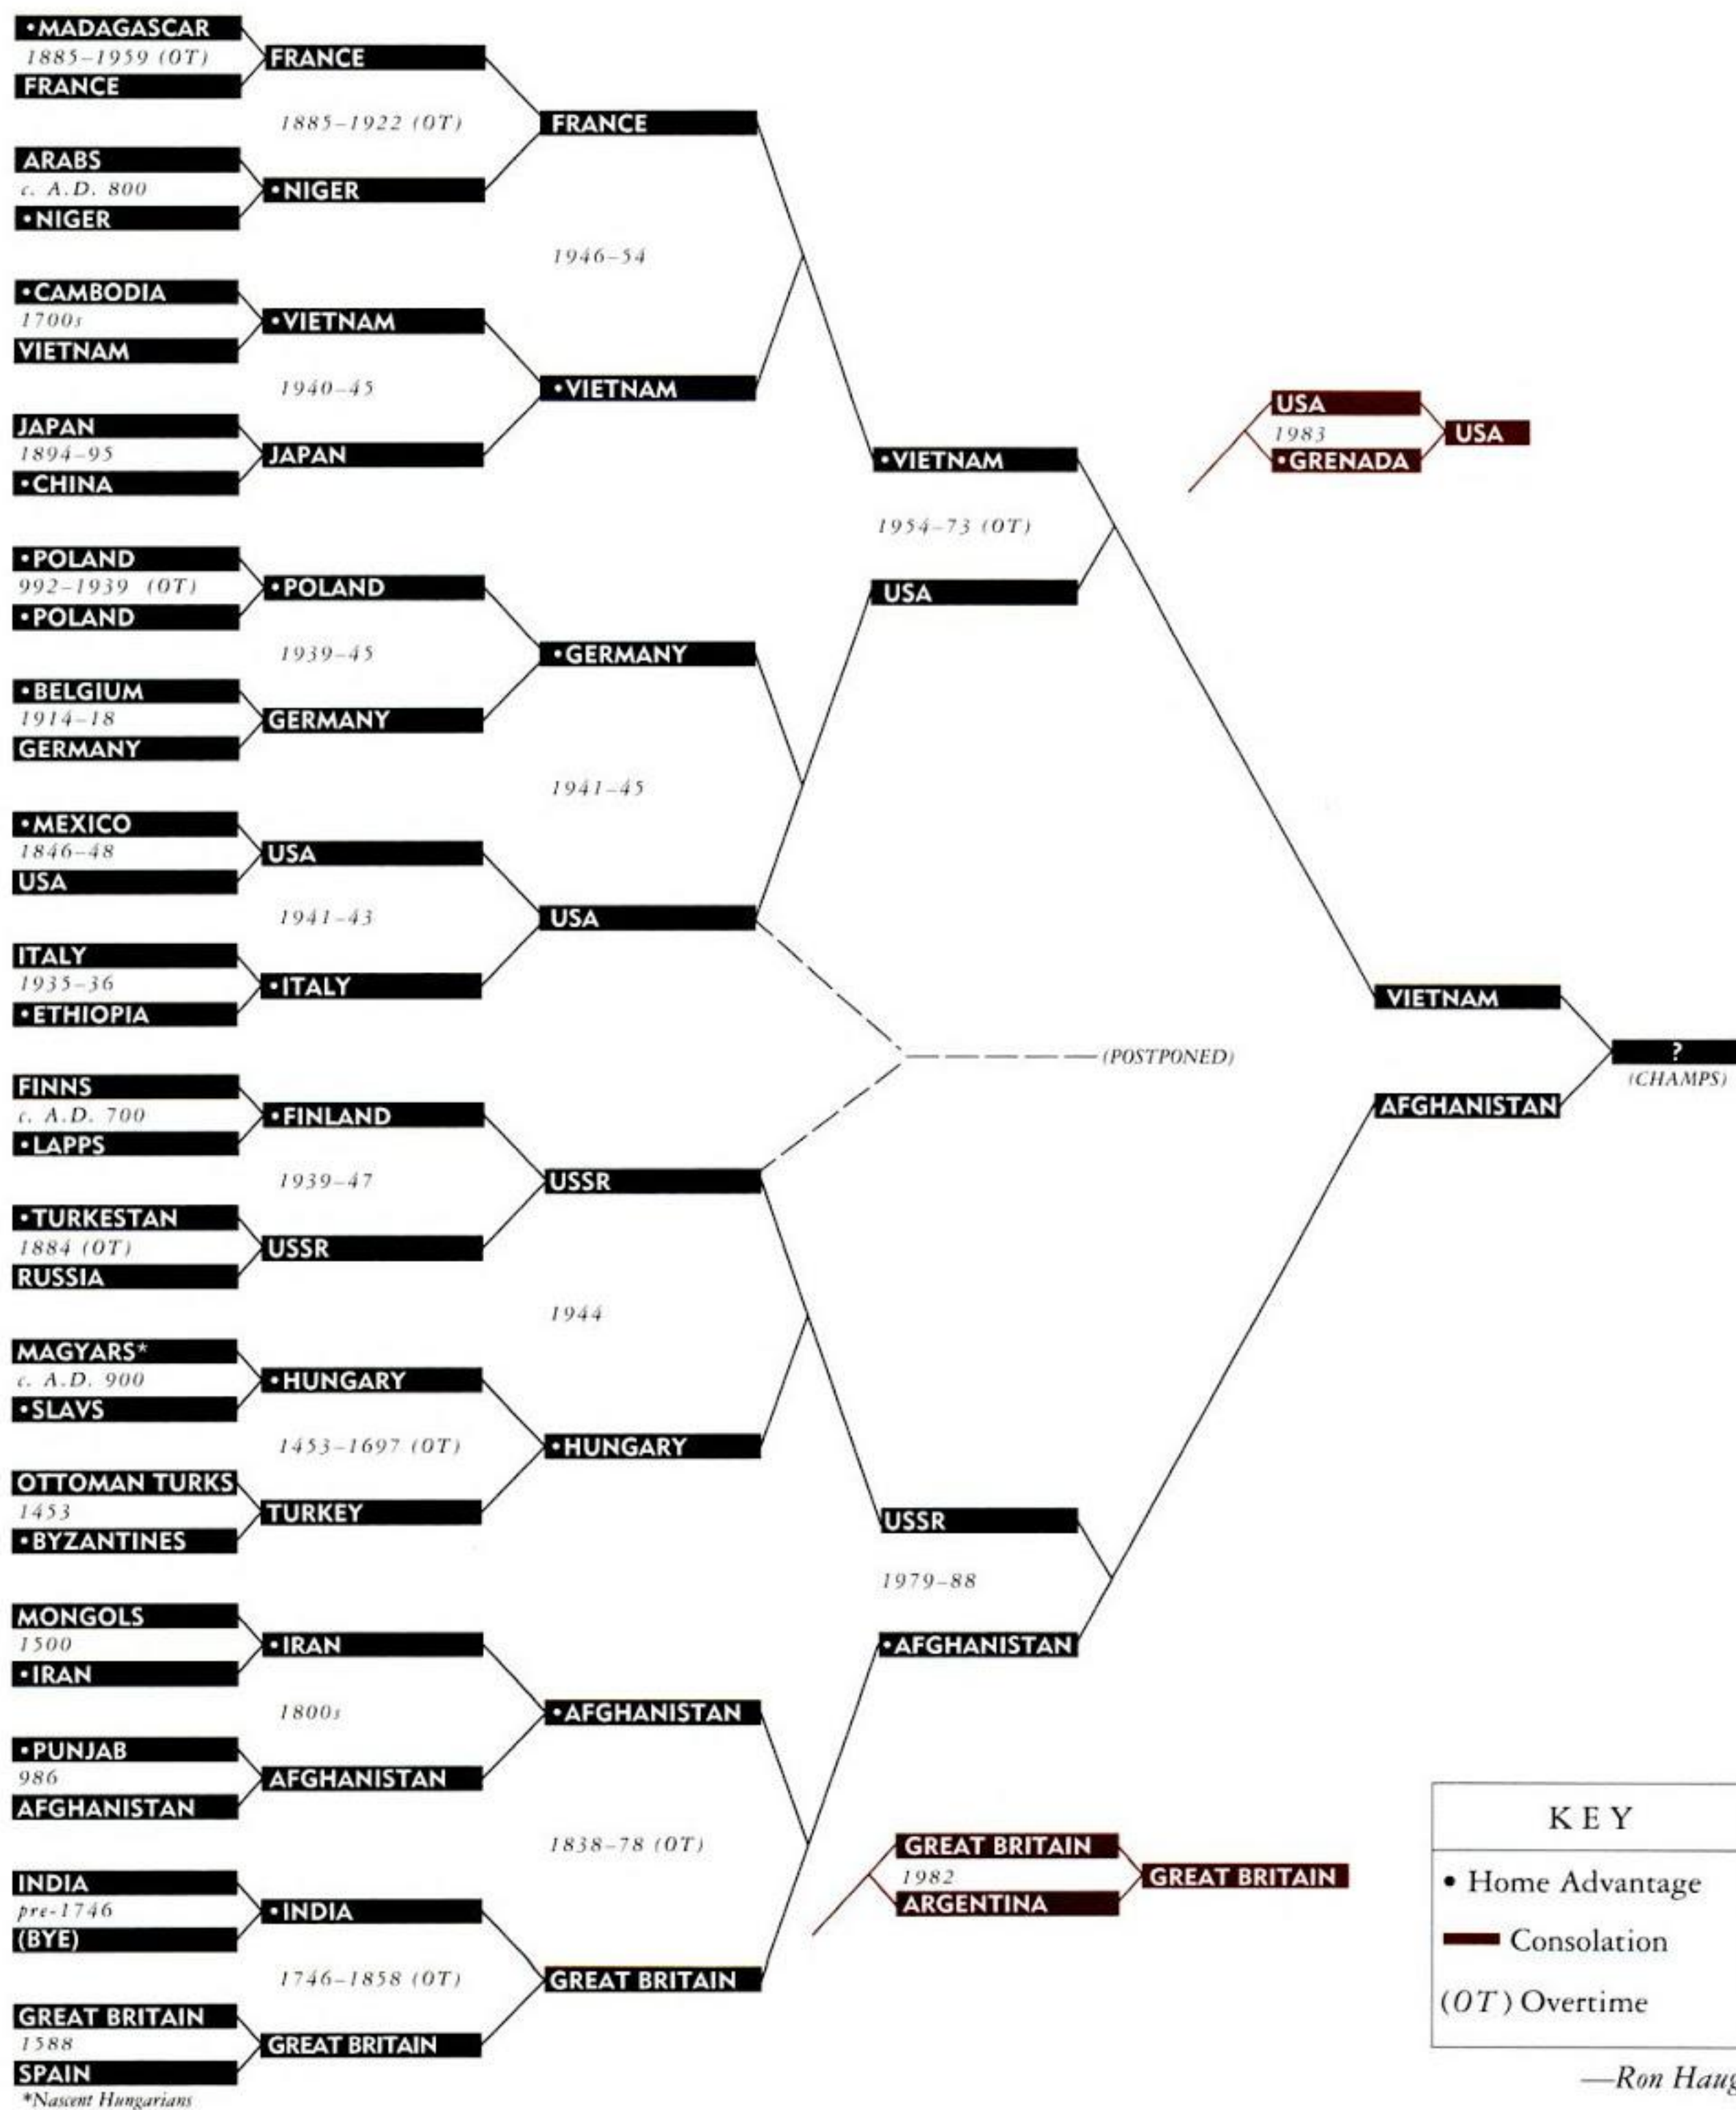 •MADAGASCAR
1885–1959 (OT)
FRANCE
ARABS
c. A.D. 800
•NIGER
•CAMBODIA
1700s
VIETNAM
JAPAN
1894–95
•CHINA
•POLAND
992–1939 (OT)
•POLAND
•BELGIUM
1914–18
GERMANY
•MEXICO
1846–48
USA
ITALY
1935–36
•ETHIOPIA
FINNS
c. A.D. 700
•LAPPS
•TURKESTAN
1884 (OT)
RUSSIA
MAGYARS*
c. A.D. 900
•SLAVS
OTTOMAN TURKS
1453
•BYZANTINES
MONGOLS
1500
•IRAN
•PUNJAB
986
AFGHANISTAN
INDIA
pre-1746
(BYE)
GREAT BRITAIN
1588
SPAIN
*Nascent Hungarians
FRANCE
1885–1922 (OT)
•NIGER
•VIETNAM
1940–45
JAPAN
•POLAND
1939–45
GERMANY
USA
1941–43
•ITALY
•FINLAND
1939–47
USSR
•HUNGARY
1453–1697 (OT)
TURKEY
•IRAN
1800s
AFGHANISTAN
•INDIA
1746–1858 (OT)
GREAT BRITAIN
FRANCE
1946–54
•VIETNAM
•GERMANY
1941–45
USA
USSR
1944
•HUNGARY
•AFGHANISTAN
1838–78 (OT)
GREAT BRITAIN
•VIETNAM
1954–73 (OT)
USA
(POSTPONED)
USSR
1979–88
•AFGHANISTAN
USA
1983
•GRENADA
USA
GREAT BRITAIN
1982
ARGENTINA
GREAT BRITAIN
VIETNAM
AFGHANISTAN
?
(CHAMPS)
KEY
• Home Advantage
Consolation
(OT) Overtime
—Ron Haug